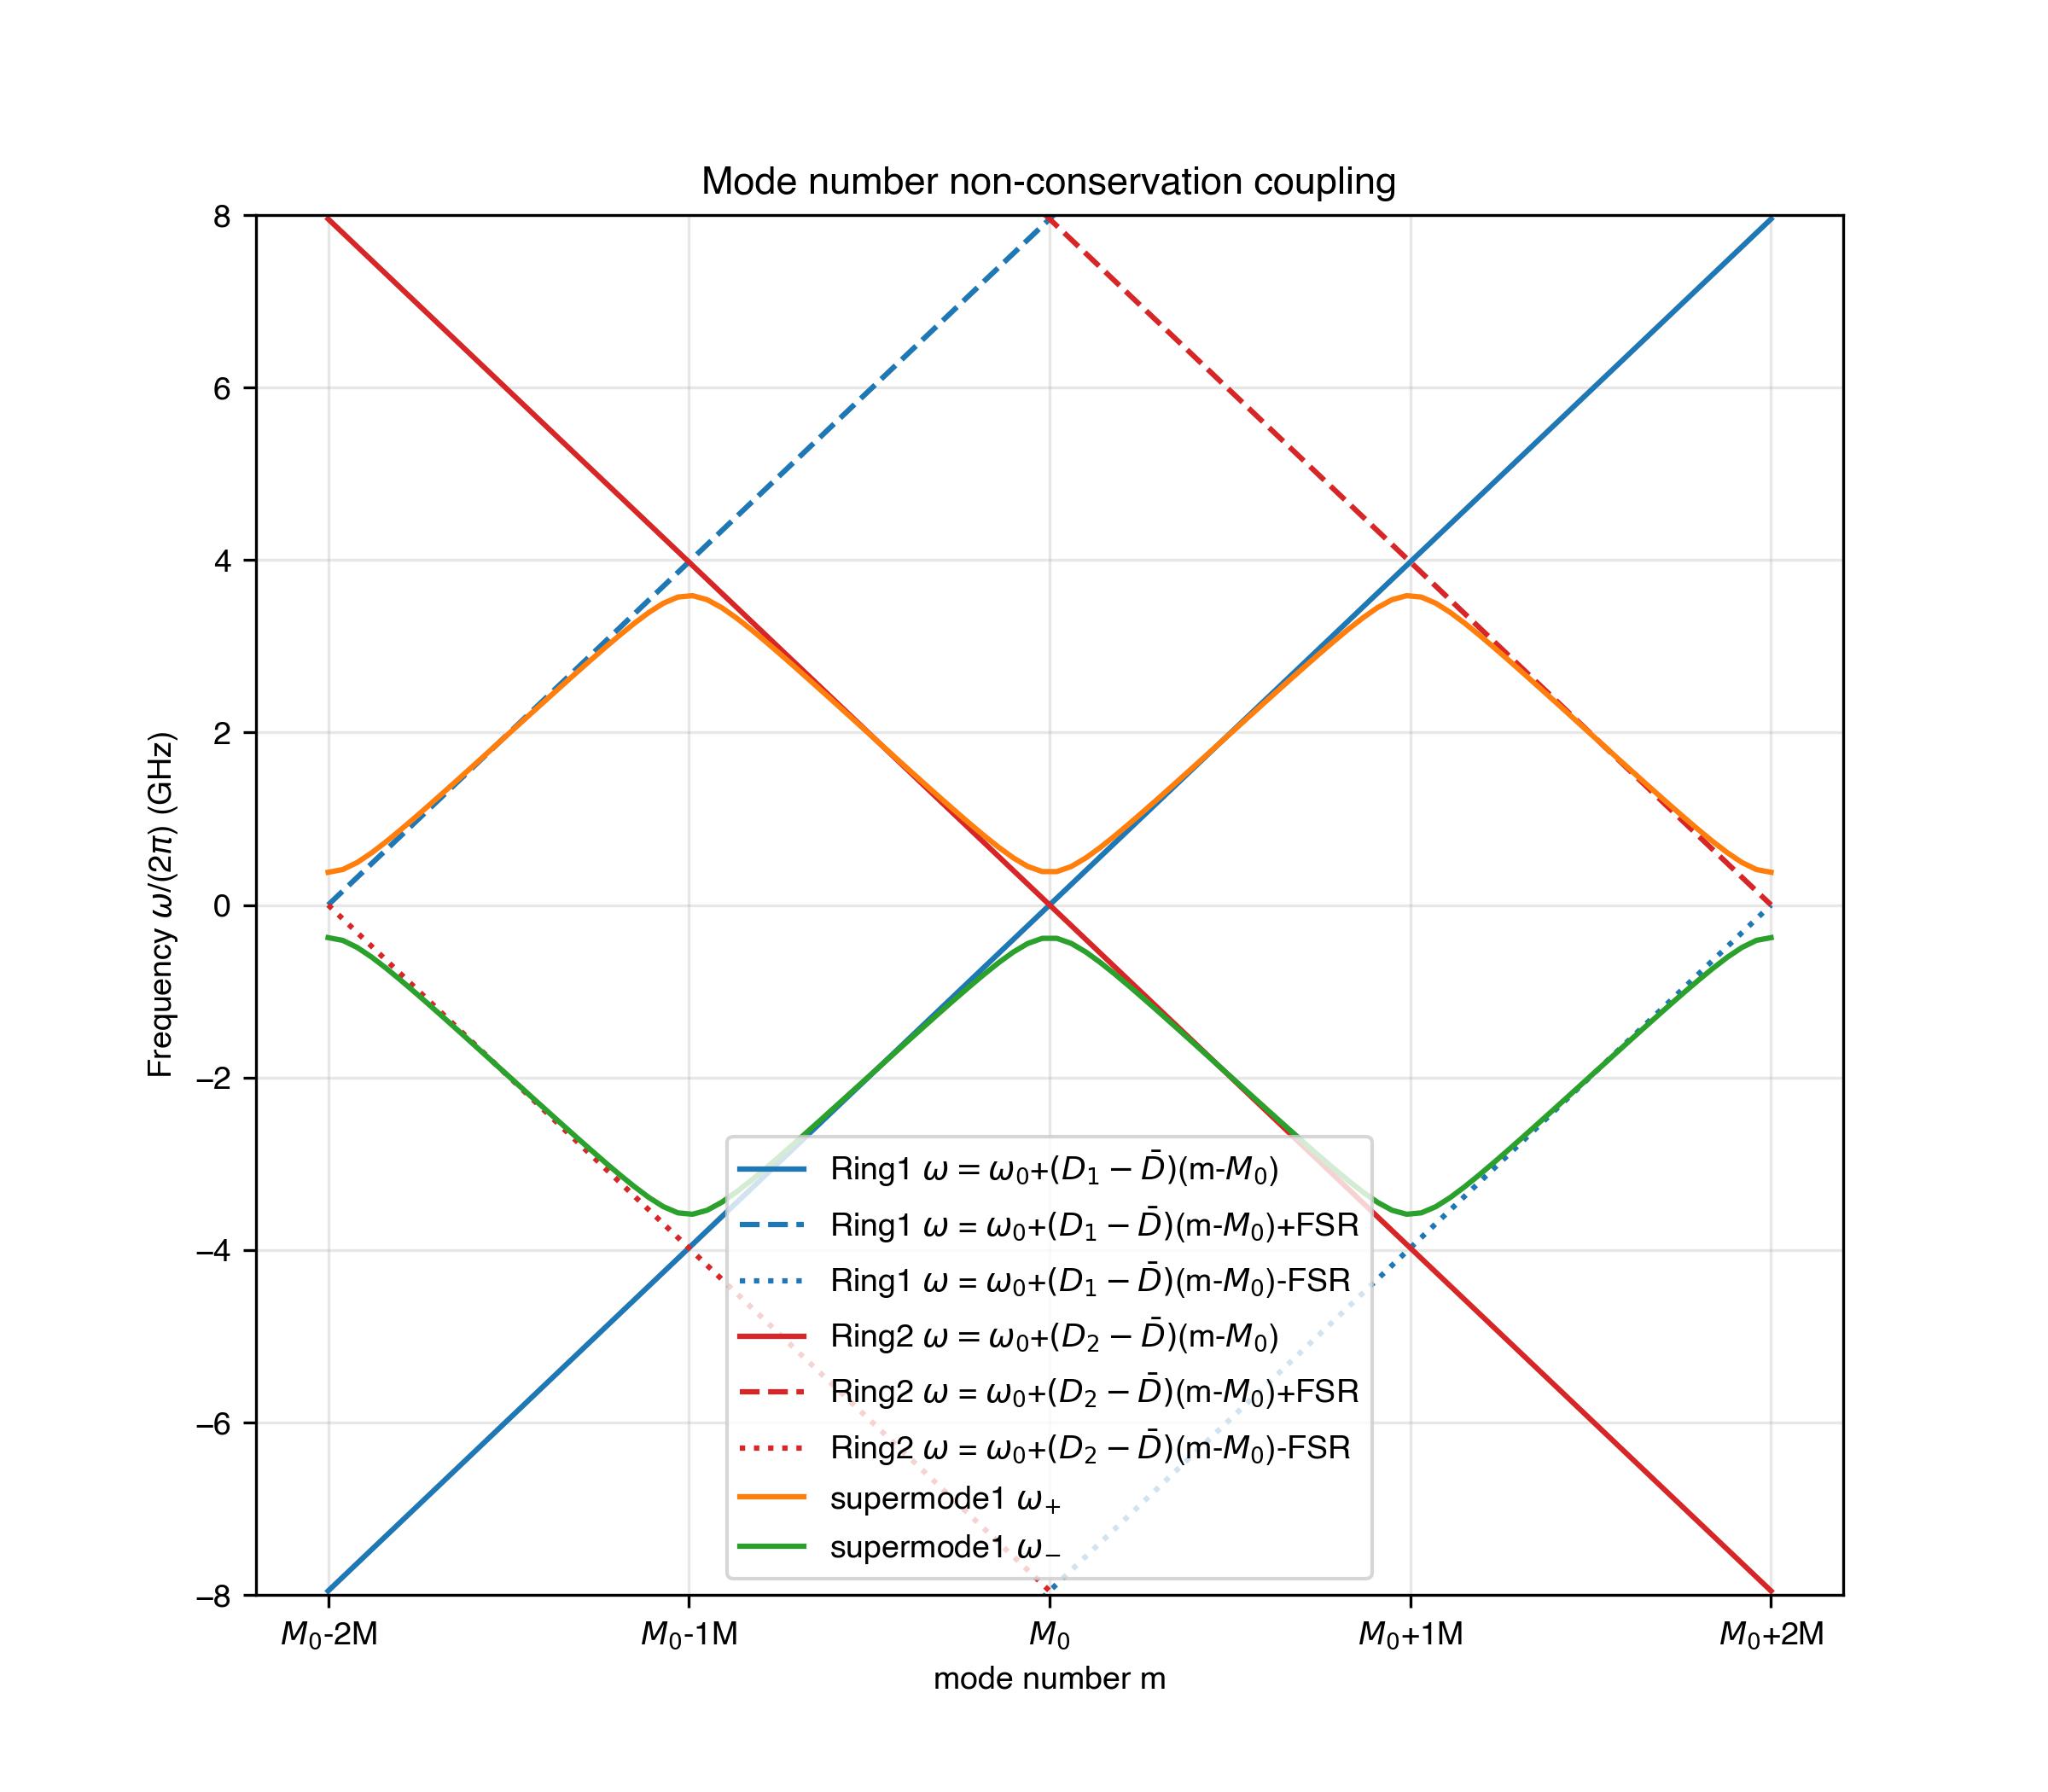 Mode number non-conservation coupling
8
6
4
2
0
−2
−4
−6
−8
Frequency ω/(2π) (GHz)
Ring1 ω = ω₀+(D₁ − D̄)(m-M₀)
Ring1 ω = ω₀+(D₁ − D̄)(m-M₀)+FSR
Ring1 ω = ω₀+(D₁ − D̄)(m-M₀)-FSR
Ring2 ω = ω₀+(D₂ − D̄)(m-M₀)
Ring2 ω = ω₀+(D₂ − D̄)(m-M₀)+FSR
Ring2 ω = ω₀+(D₂ − D̄)(m-M₀)-FSR
supermode1 ω₊
supermode1 ω₋
M₀-2M M₀-1M M₀ M₀+1M M₀+2M
mode number m